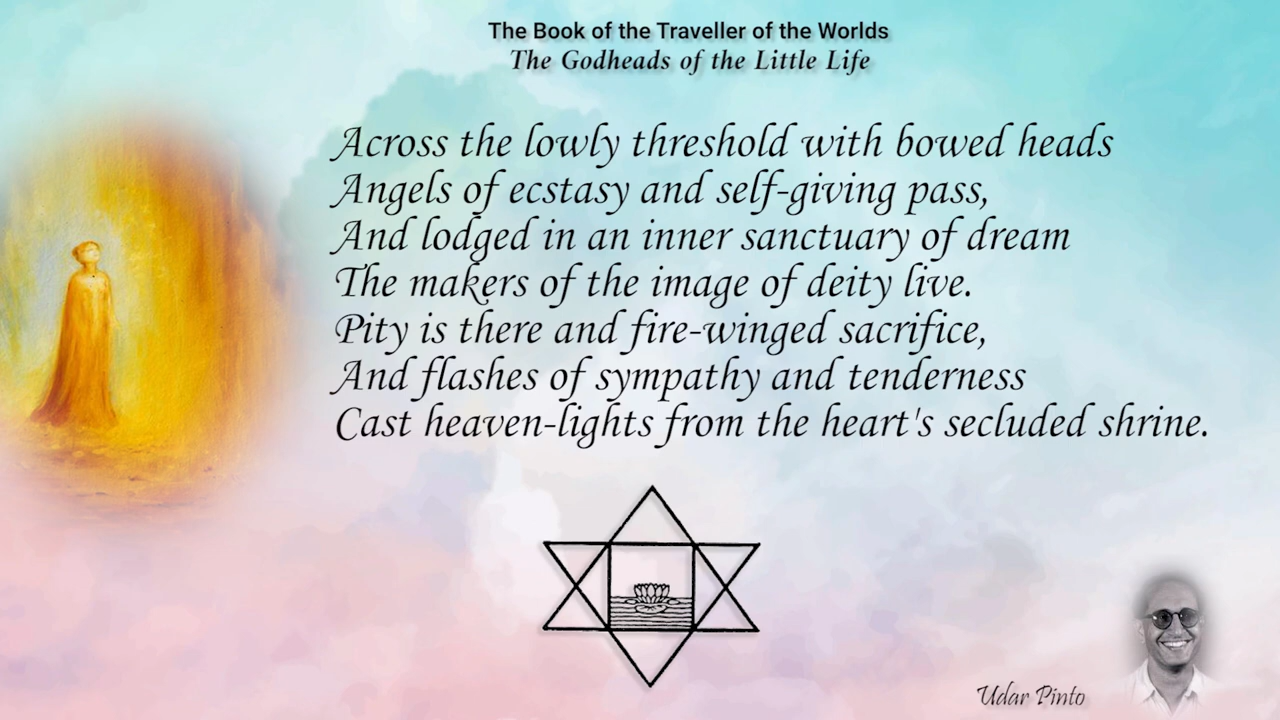 The Book of the Traveller of the Worlds
The Godheads of the Little Life
Across the lowly threshold with bowed heads
Angels of ecstasy and self-giving pass,
And lodged in an inner sanctuary of dream
The makers of the image of deity live.
Pity is there and fire-winged sacrifice,
And flashes of sympathy and tenderness
Cast heaven-lights from the heart's secluded shrine.
Udar Pinto